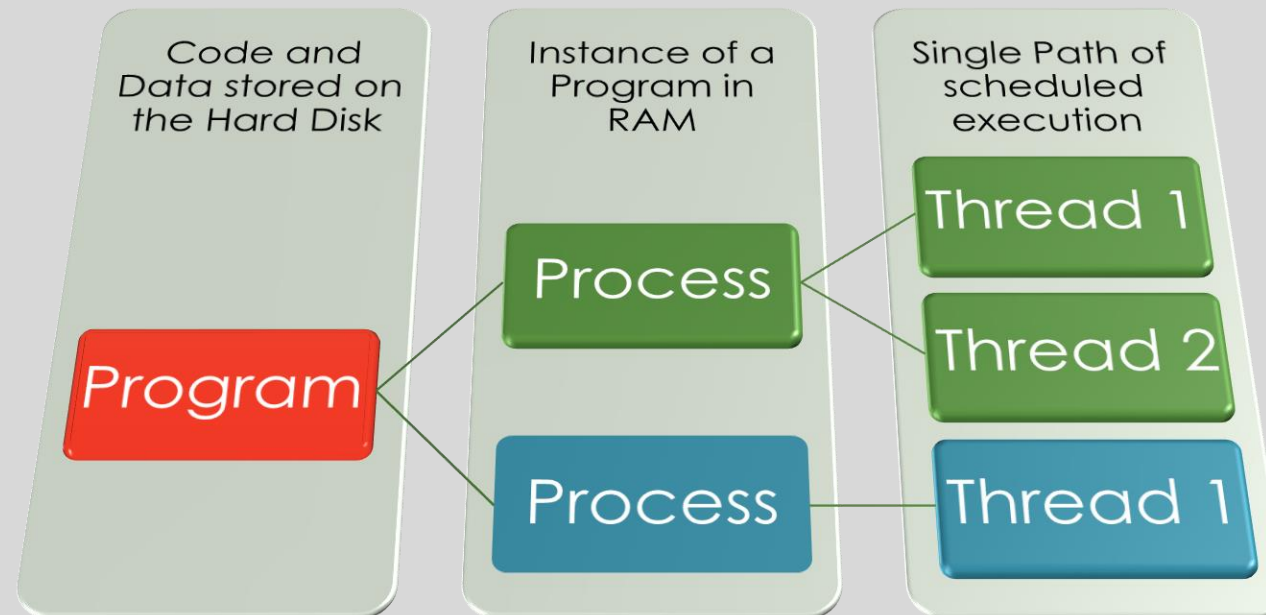 Code and
Data stored on
the Hard Disk
Program
Instance of a
Program in
RAM
Process
Process
Single Path of
scheduled
execution
Thread 1
Thread 2
Thread 1